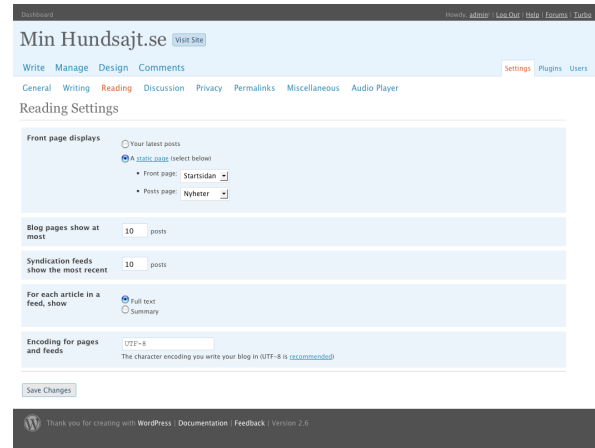 Dashboard
Howdy, admin! | Log Out | Help | Forums | Turbo
Min Hundsajt.se Visit Site
Write Manage Design Comments
Settings Plugins Users
General Writing Reading Discussion Privacy Permalinks Miscellaneous Audio Player
Reading Settings
Front page displays
Your latest posts
A static page (select below)
• Front page: Startsidan
• Posts page: Nyheter
Blog pages show at
most
10 posts
Syndication feeds
show the most recent
10 posts
For each article in a
feed, show
Full text
Summary
Encoding for pages
and feeds
UTF-8
The character encoding you write your blog in (UTF-8 is recommended)
Save Changes
Thank you for creating with WordPress | Documentation | Feedback | Version 2.6